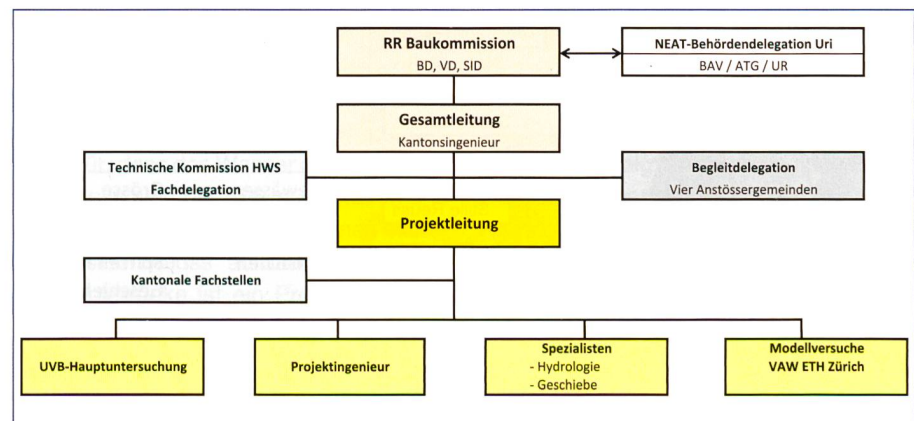 RR Baukommission
BD, VD, SID
NEAT-Behördendelegation Uri
BAV / ATG / UR
Gesamtleitung
Kantonsingenieur
Technische Kommission HWS
Fachdelegation
Begleitdelegation
Vier Anstössergemeinden
Projektleitung
Kantonale Fachstellen
UVB-Hauptuntersuchung
Projektingenieur
Spezialisten
- Hydrologie
- Geschiebe
Modellversuche
VAW ETH Zürich